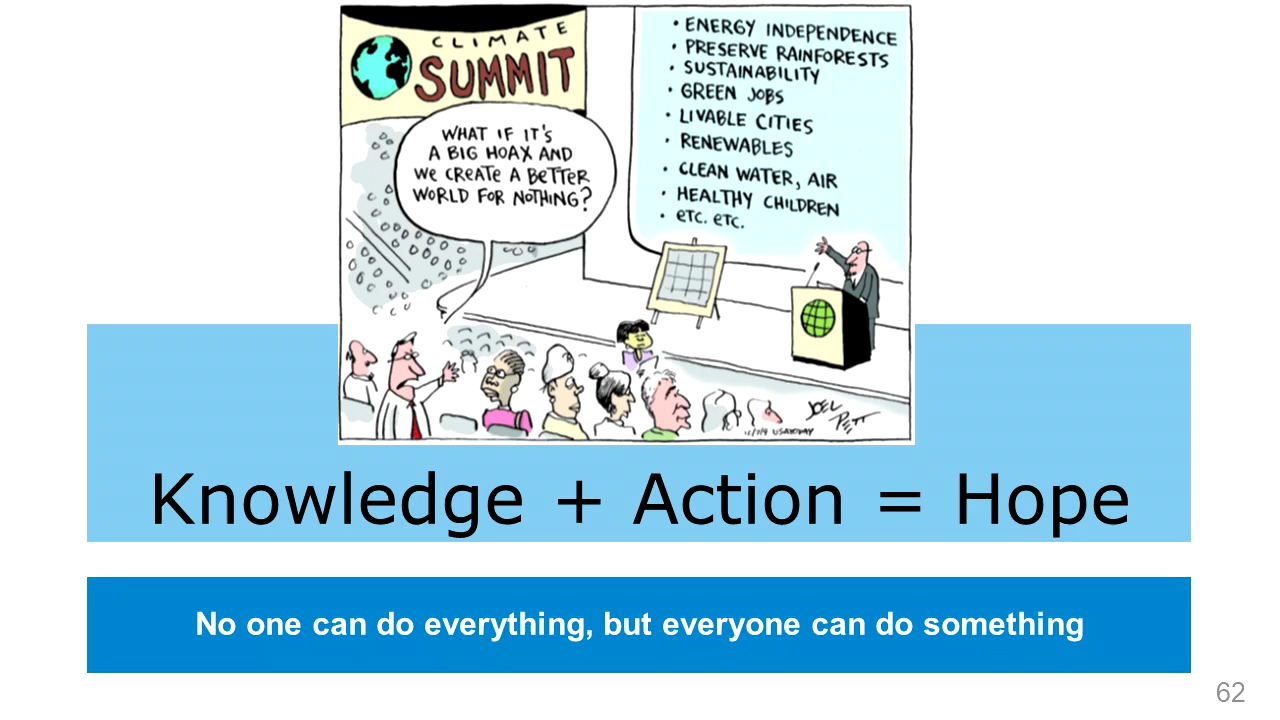 CLIMATE
SUMMIT
WHAT IF IT'S
A BIG HOAX AND
WE CREATE A BETTER
WORLD FOR NOTHING?
• ENERGY INDEPENDENCE
• PRESERVE RAINFORESTS
• SUSTAINABILITY
• GREEN JOBS
• LIVABLE CITIES
• RENEWABLES
• CLEAN WATER, AIR
• HEALTHY CHILDREN
• ETC. ETC.
JOEL
PETT
USA TODAY
Knowledge + Action = Hope
No one can do everything, but everyone can do something
62